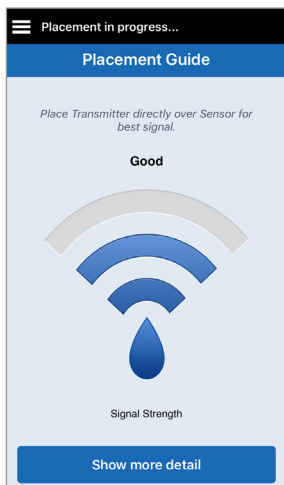 Placement in progress...
Placement Guide
Place Transmitter directly over Sensor for
best signal.
Good
Signal Strength
Show more detail